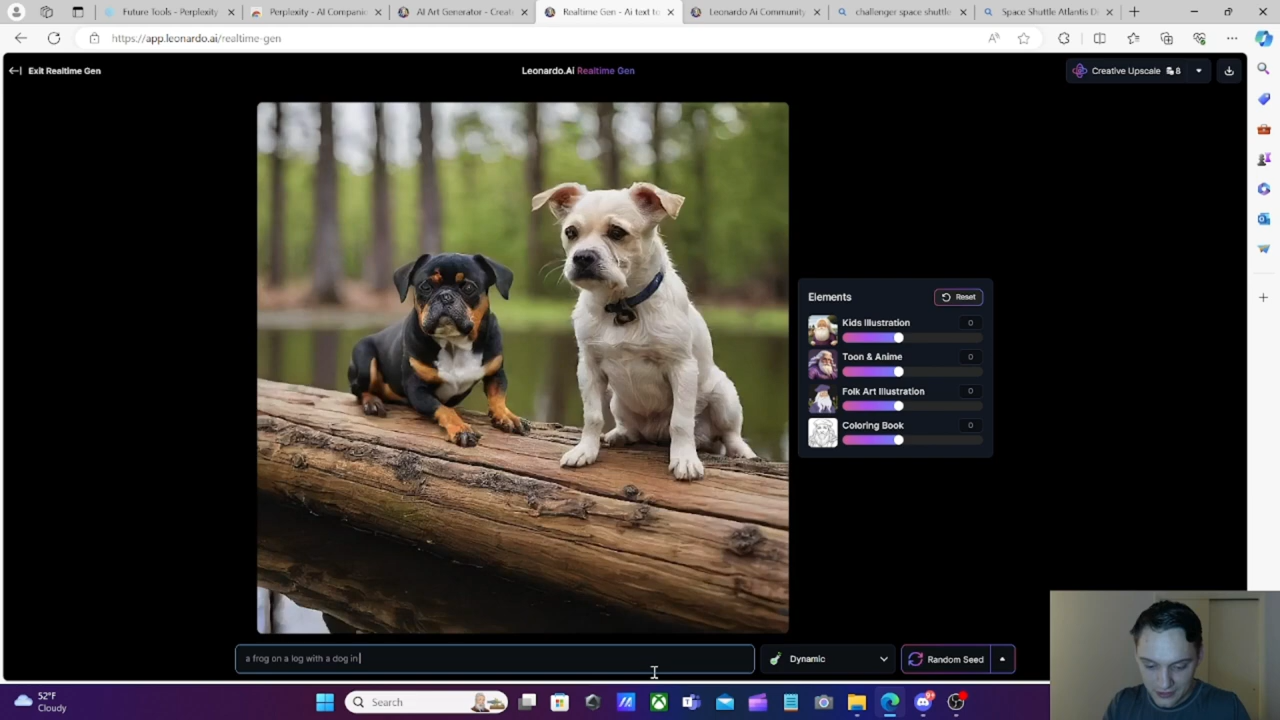 Future Tools - Perplexity
Perplexity - AI Companio
AI Art Generator - Create
Realtime Gen - Ai text to
Leonardo Ai Community
challenger space shuttle
Space Shuttle Atlantis D
https://app.leonardo.ai/realtime-gen
Exit Realtime Gen
Leonardo.Ai Realtime Gen
Creative Upscale 8
Elements
Reset
Kids Illustration 0
Toon & Anime 0
Folk Art Illustration 0
Coloring Book 0
a frog on a log with a dog in
Dynamic
Random Seed
52°F
Cloudy
Search